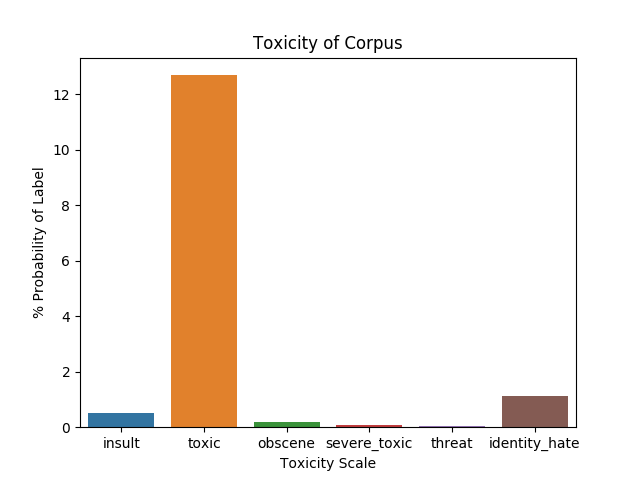 Toxicity of Corpus
% Probability of Label
12
10
8
6
4
2
0
insult toxic obscene severe_toxic threat identity_hate
Toxicity Scale